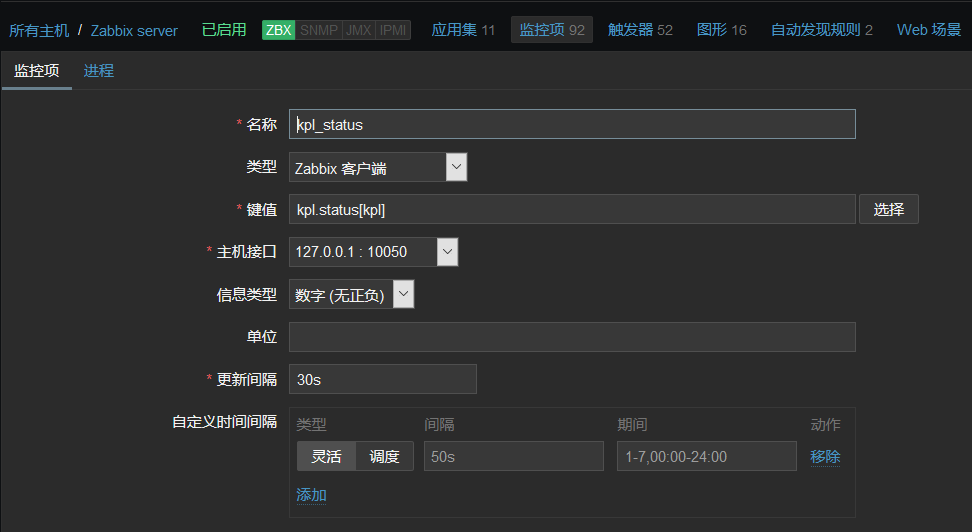 所有主机 / Zabbix server 已启用 ZBX SNMP JMX IPMI 应用集 11 监控项 92 触发器 52 图形 16 自动发现规则 2 Web 场景
监控项 进程
* 名称 kpl_status
类型 Zabbix 客户端
* 键值 kpl.status[kpl] 选择
* 主机接口 127.0.0.1 : 10050
信息类型 数字 (无正负)
单位
* 更新间隔 30s
自定义时间间隔 类型 间隔 期间 动作
灵活 调度 50s 1-7,00:00-24:00 移除
添加